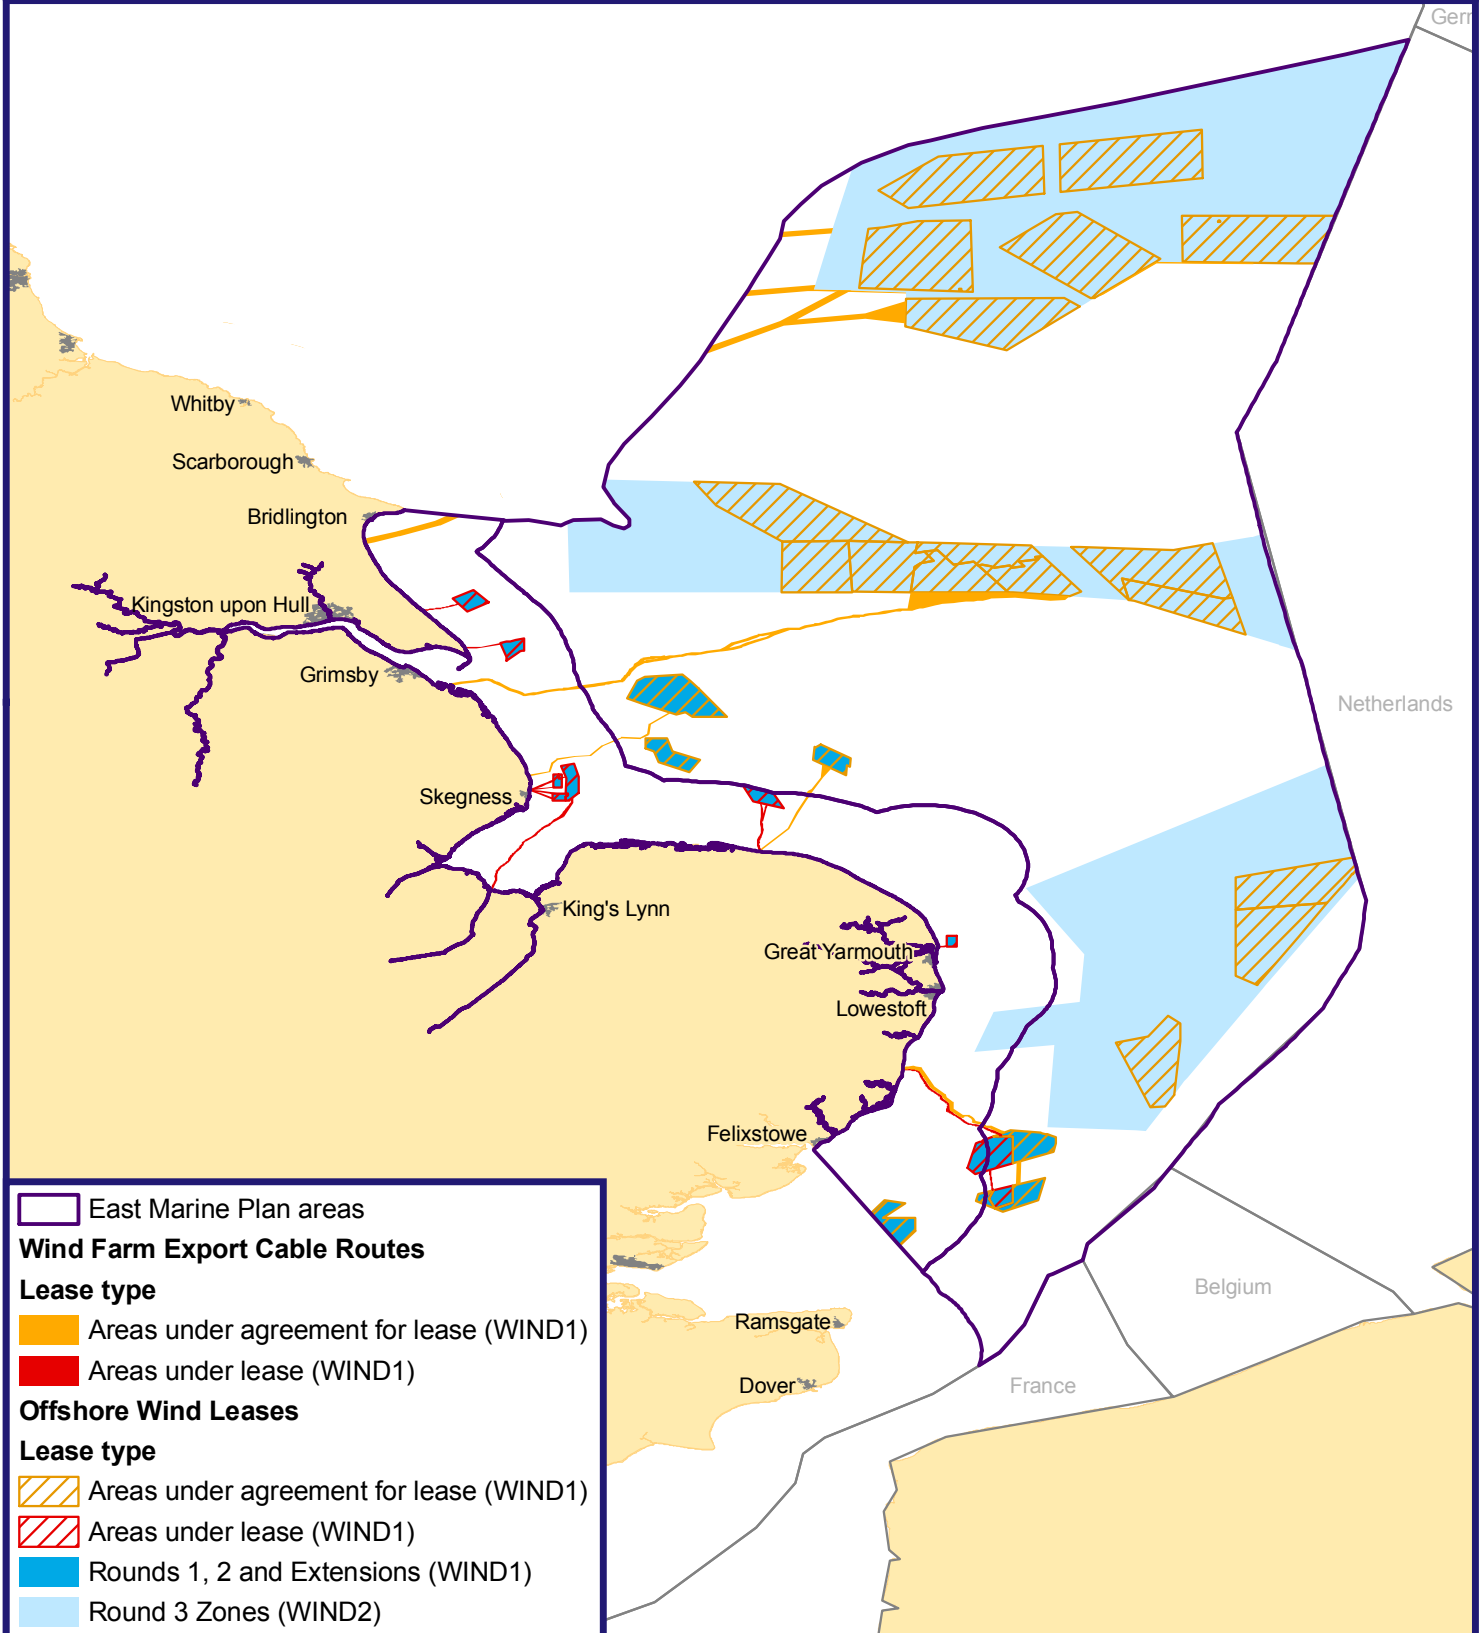 Whitby
Scarborough
Bridlington
Kingston upon Hull
Grimsby
Netherlands
Skegness
King's Lynn
Great Yarmouth
Lowestoft
Felixstowe
Belgium
Ramsgate
Dover
France
East Marine Plan areas
Wind Farm Export Cable Routes
Lease type
Areas under agreement for lease (WIND1)
Areas under lease (WIND1)
Offshore Wind Leases
Lease type
Areas under agreement for lease (WIND1)
Areas under lease (WIND1)
Rounds 1, 2 and Extensions (WIND1)
Round 3 Zones (WIND2)